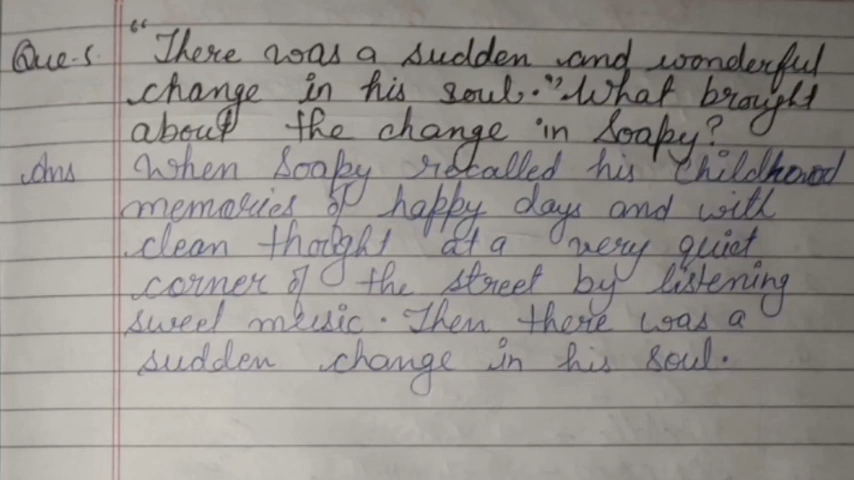 Que-5. "There was a sudden and wonderful
change in his soul." What brought
about the change in Soapy?
Ans When Soapy recalled his childhood
memories of happy days and with
clean thought at a very quiet
corner of the street by listening
sweet music. Then there was a
sudden change in his soul.